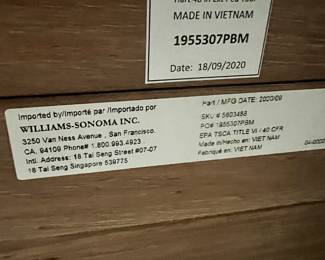 MADE IN VIETNAM
1955307PBM
Date: 18/09/2020
Imported by/Importé par /Importado por
WILLIAMS-SONOMA INC.
3250 Van Ness Avenue , San Francisco.
CA. 94109 Phone# 1.800.993.4923
Intl. Address: 18 Tai Seng Street #07-07
18 Tai Seng Singapore 539775
Part / MFG DATE: 2020/09
SKU # 5603488
PO# 1955307PBM
EPA TSCA TITLE VI / 40 CFR
Made in/Hecho en: VIET NAM
Fabriqué en: VIET NAM